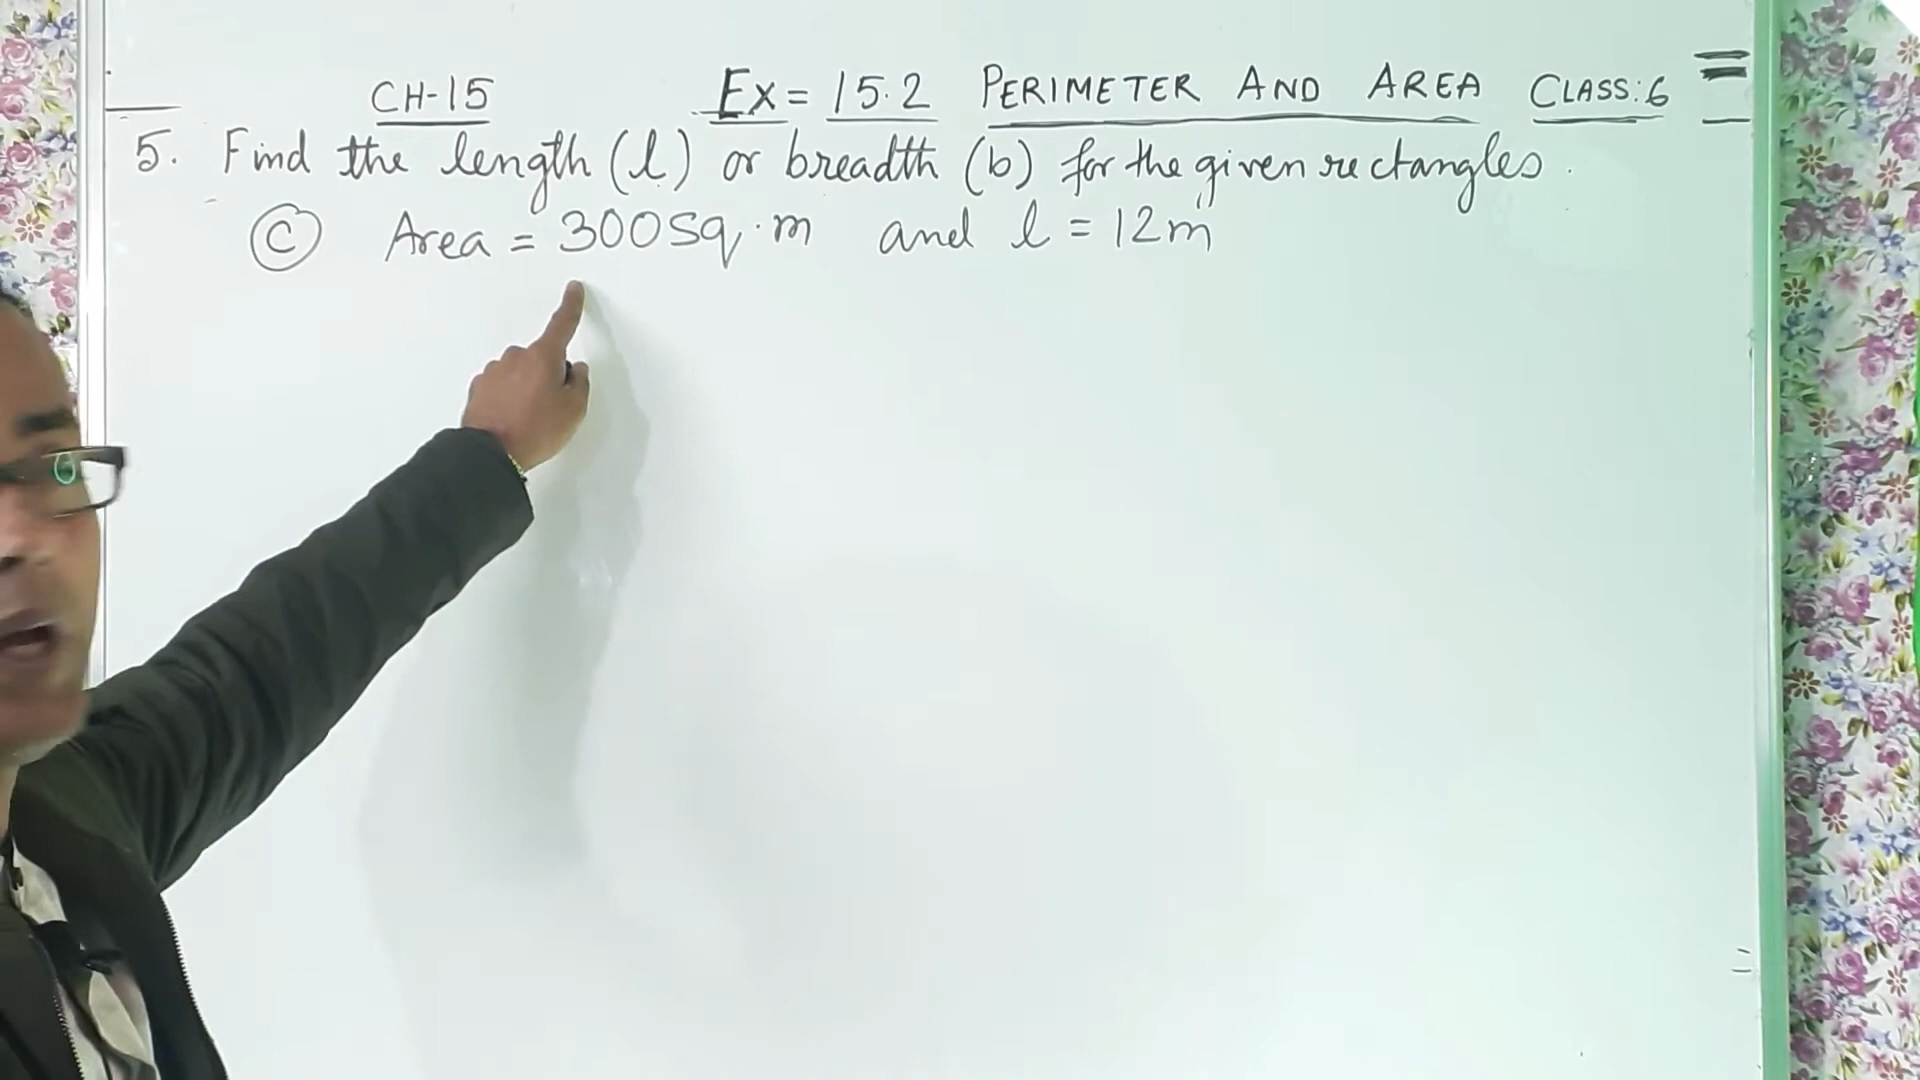 CH-15 Ex = 15.2 PERIMETER AND AREA CLASS:6
5. Find the length (l) or breadth (b) for the given rectangles.
(C) Area = 300 Sq.m and l = 12m